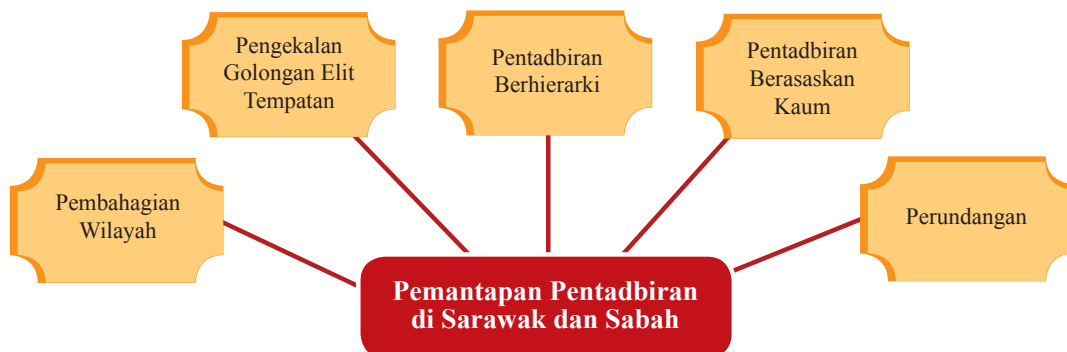 Pengekalan
Golongan Elit
Tempatan
Pentadbiran
Berhierarki
Pentadbiran
Berasaskan
Kaum
Pembahagian
Wilayah
Perundangan
Pemantapan Pentadbiran
di Sarawak dan Sabah